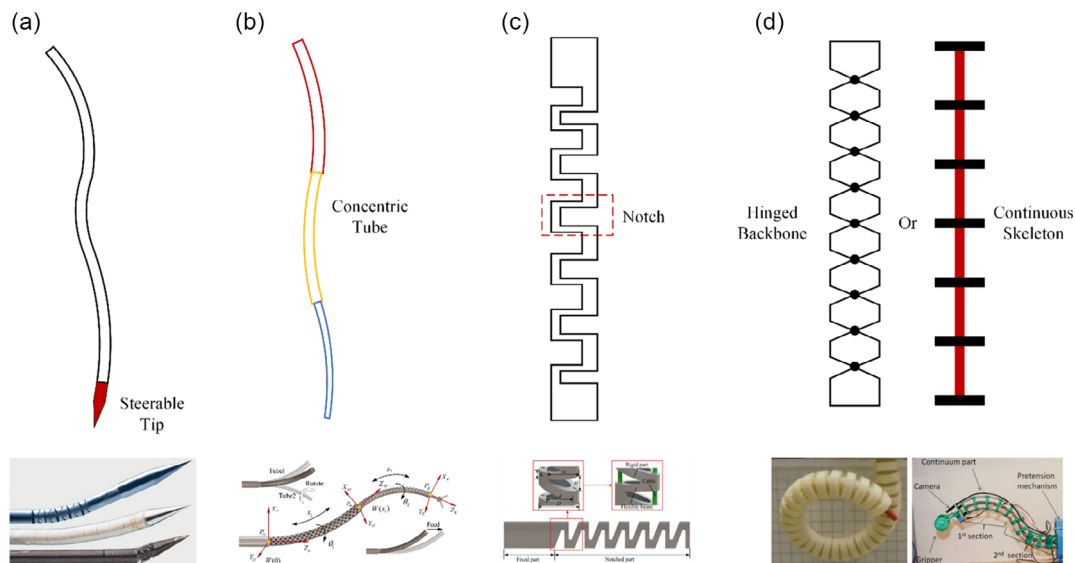 (a)
(b)
(c)
(d)
Steerable
Tip
Concentric
Tube
Notch
Hinged
Backbone
Or
Continuous
Skeleton
Tube1
Rotate
Tube2
W(0)
Feed
Rigid part
Cable
Flexible beam
Fixed part
Notched part
Continuum part
Camera
Pretension
mechanism
1st section
2nd section
Gripper